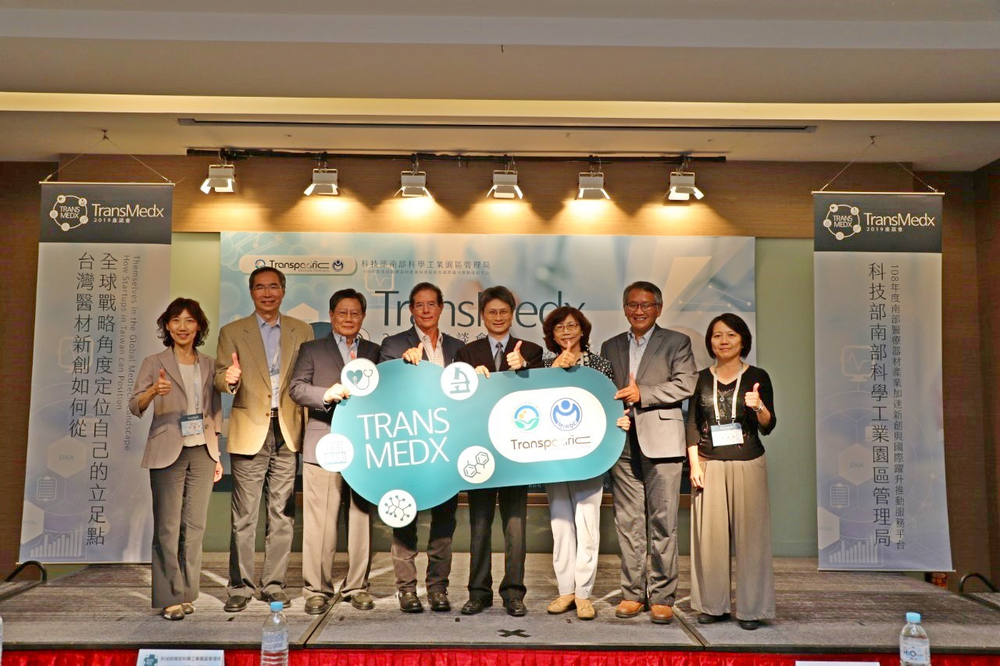 TRANS
MEDX
TransMedx
2019座談會
全球戰略角度定位自己的立足點
台灣醫材新創如何從
Themselves in the Global Medtech Landscape
How Startups in Taiwan can Position
Transpacific
科技部南部科學工業園區管理局
TransMedx
TRANS
MEDX
MIRDC
Transpacific
TRANS
MEDX
TransMedx
2019座談會
108年度南部醫療器材產業加速新創與國際躍升推動服務平台
科技部南部科學工業園區管理局
DNA
DNA
科技部南部科學工業園區管理局
H2O